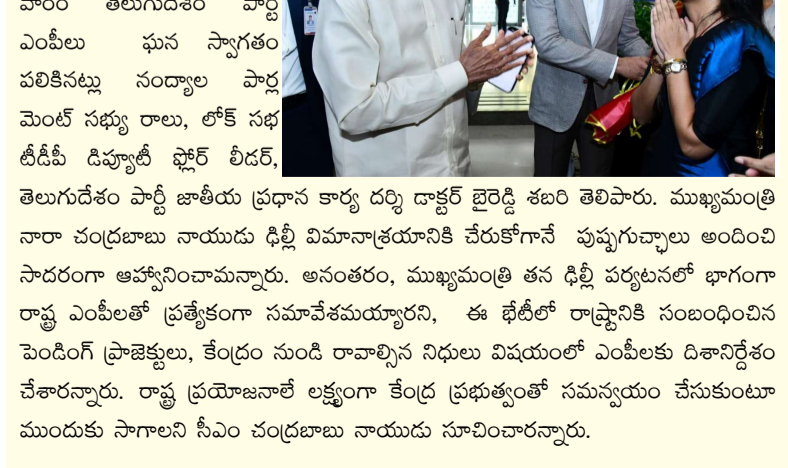 వారం తెలుగుదేశం పార్టీ
ఎంపీలు ఘన స్వాగతం
పలికినట్లు నంద్యాల పార్ల
మెంట్ సభ్యు రాలు, లోక్ సభ
టీడీపీ డిప్యూటీ ఫ్లోర్ లీడర్,
తెలుగుదేశం పార్టీ జాతీయ ప్రధాన కార్య దర్శి డాక్టర్ బైరెడ్డి శబరి తెలిపారు. ముఖ్యమంత్రి
నారా చంద్రబాబు నాయుడు ఢిల్లీ విమానాశ్రయానికి చేరుకోగానే పుష్పగుచ్ఛాలు అందించి
సాదరంగా ఆహ్వానించామన్నారు. అనంతరం, ముఖ్యమంత్రి తన ఢిల్లీ పర్యటనలో భాగంగా
రాష్ట్ర ఎంపీలతో ప్రత్యేకంగా సమావేశమయ్యారని, ఈ భేటీలో రాష్ట్రానికి సంబంధించిన
పెండింగ్ ప్రాజెక్టులు, కేంద్రం నుండి రావాల్సిన నిధులు విషయంలో ఎంపీలకు దిశానిర్దేశం
చేశారన్నారు. రాష్ట్ర ప్రయోజనాలే లక్ష్యంగా కేంద్ర ప్రభుత్వంతో సమన్వయం చేసుకుంటూ
ముందుకు సాగాలని సీఎం చంద్రబాబు నాయుడు సూచించారన్నారు.